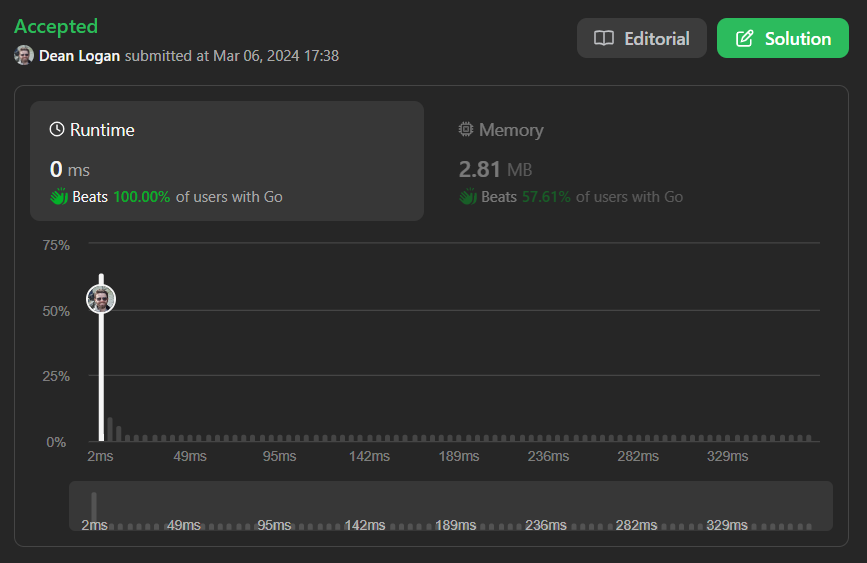 Accepted
Dean Logan submitted at Mar 06, 2024 17:38
Editorial
Solution
Runtime
0 ms
Beats 100.00% of users with Go
Memory
2.81 MB
Beats 57.61% of users with Go
75%
50%
25%
0%
2ms 49ms 95ms 142ms 189ms 236ms 282ms 329ms
2ms 49ms 95ms 142ms 189ms 236ms 282ms 329ms